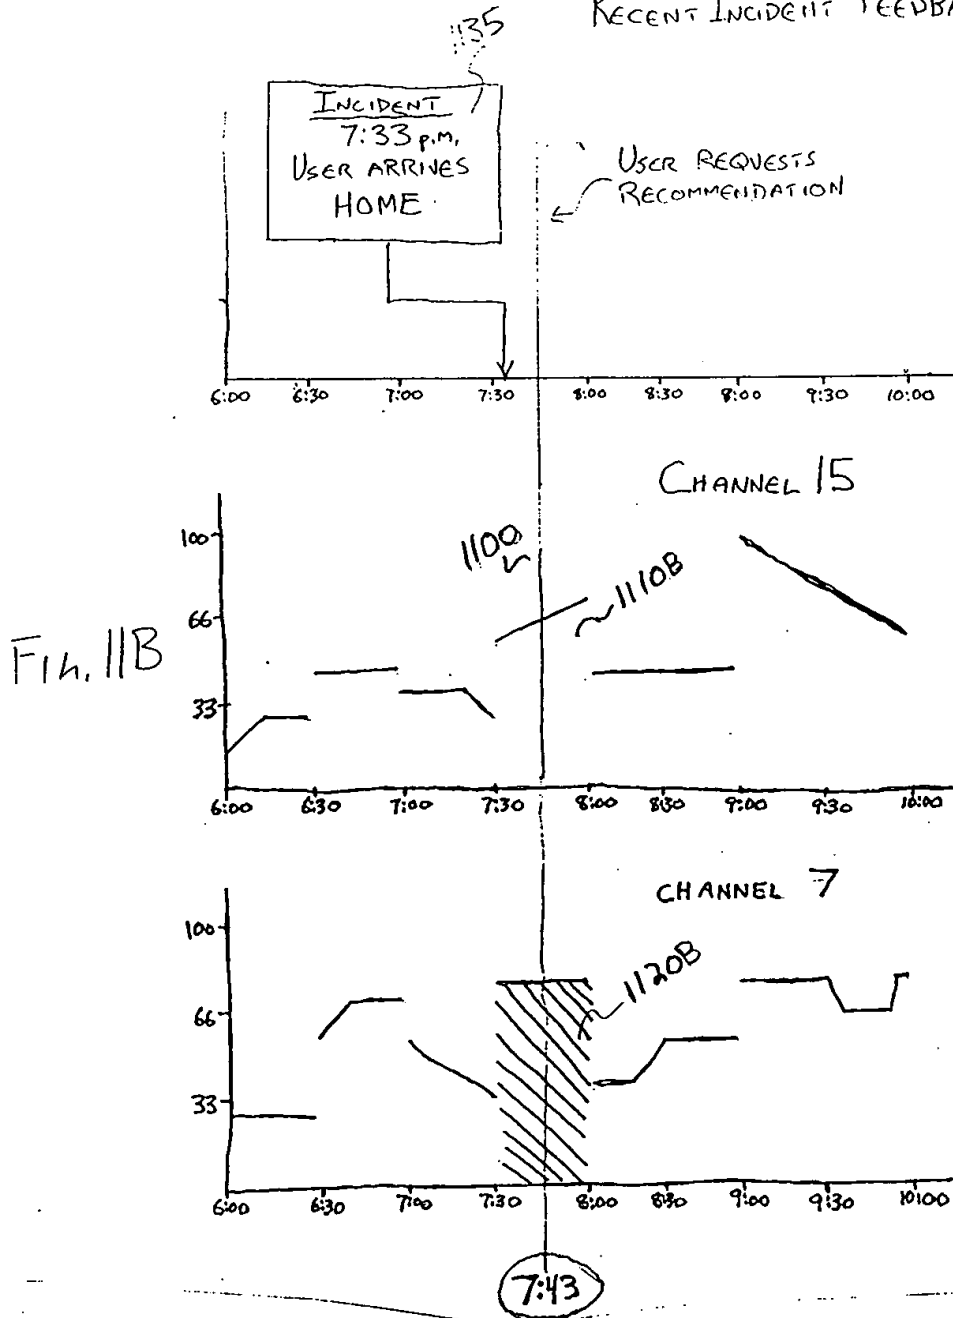 RECENT INCIDENT
:135
INCIDENT
7:33 p.m.
USER ARRIVES
HOME
USER REQUESTS
RECOMMENDATION
6:00 6:30 7:00 7:30 8:00 8:30 8:00 9:30 10:00
CHANNEL 15
100
1100
1110B
66
FIG. 11B
33
6:00 6:30 7:00 7:30 8:00 8:30 9:00 9:30 10:00
CHANNEL 7
100
1120B
66
33
6:00 6:30 7:00 7:30 8:00 8:30 9:00 9:30 10:00
7:43